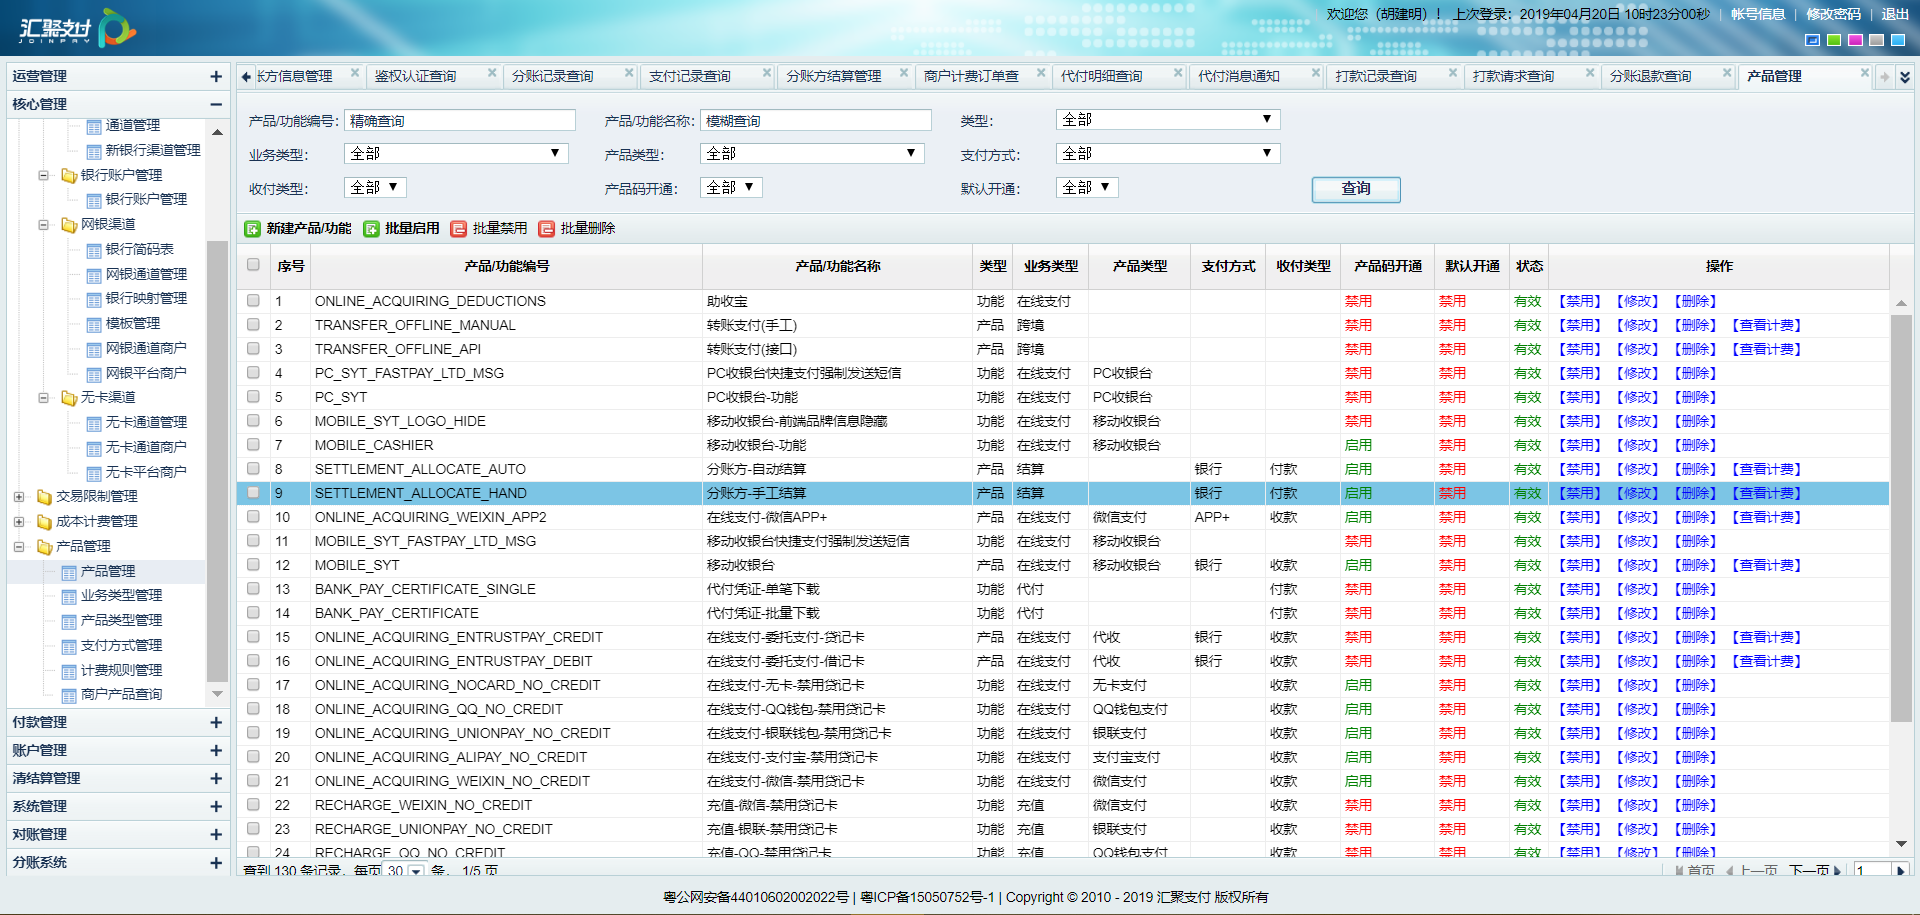 汇聚支付
JOINPAY
欢迎您（胡建明）！ 上次登录：2019年04月20日 10时23分00秒 | 帐号信息 | 修改密码 | 退出
运营管理
核心管理
通道管理
新银行渠道管理
银行账户管理
银行账户管理
网银渠道
银行简码表
网银通道管理
银行映射管理
模板管理
网银通道商户
网银平台商户
无卡渠道
无卡通道管理
无卡通道商户
无卡平台商户
交易限制管理
成本计费管理
产品管理
产品管理
业务类型管理
产品类型管理
支付方式管理
计费规则管理
商户产品查询
付款管理
账户管理
清结算管理
系统管理
对账管理
分账系统
长方信息管理 鉴权认证查询 分账记录查询 支付记录查询 分账方结算管理 商户计费订单查 代付明细查询 代付消息通知 打款记录查询 打款请求查询 分账退款查询 产品管理
产品/功能编号: 精确查询 产品/功能名称: 模糊查询 类型: 全部
业务类型: 全部 产品类型: 全部 支付方式: 全部
收付类型: 全部 产品码开通: 全部 默认开通: 全部 查询
新建产品/功能 批量启用 批量禁用 批量删除
序号 产品/功能编号 产品/功能名称 类型 业务类型 产品类型 支付方式 收付类型 产品码开通 默认开通 状态 操作
1 ONLINE_ACQUIRING_DEDUCTIONS 助收宝 功能 在线支付 禁用 禁用 有效 【禁用】【修改】【删除】
2 TRANSFER_OFFLINE_MANUAL 转账支付(手工) 产品 跨境 禁用 禁用 有效 【禁用】【修改】【删除】【查看计费】
3 TRANSFER_OFFLINE_API 转账支付(接口) 产品 跨境 禁用 禁用 有效 【禁用】【修改】【删除】【查看计费】
4 PC_SYT_FASTPAY_LTD_MSG PC收银台快捷支付强制发送短信 功能 在线支付 PC收银台 禁用 禁用 有效 【禁用】【修改】【删除】
5 PC_SYT PC收银台-功能 功能 在线支付 PC收银台 禁用 禁用 有效 【禁用】【修改】【删除】
6 MOBILE_SYT_LOGO_HIDE 移动收银台-前端品牌信息隐藏 功能 在线支付 移动收银台 禁用 禁用 有效 【禁用】【修改】【删除】
7 MOBILE_CASHIER 移动收银台-功能 功能 在线支付 移动收银台 启用 禁用 有效 【禁用】【修改】【删除】
8 SETTLEMENT_ALLOCATE_AUTO 分账方-自动结算 产品 结算 银行 付款 启用 禁用 有效 【禁用】【修改】【删除】【查看计费】
9 SETTLEMENT_ALLOCATE_HAND 分账方-手工结算 产品 结算 银行 付款 启用 禁用 有效 【禁用】【修改】【删除】【查看计费】
10 ONLINE_ACQUIRING_WEIXIN_APP2 在线支付-微信APP+ 产品 在线支付 微信支付 APP+ 收款 启用 禁用 有效 【禁用】【修改】【删除】【查看计费】
11 MOBILE_SYT_FASTPAY_LTD_MSG 移动收银台快捷支付强制发送短信 功能 在线支付 移动收银台 禁用 禁用 有效 【禁用】【修改】【删除】
12 MOBILE_SYT 移动收银台 产品 在线支付 移动收银台 银行 收款 启用 禁用 有效 【禁用】【修改】【删除】【查看计费】
13 BANK_PAY_CERTIFICATE_SINGLE 代付凭证-单笔下载 功能 代付 付款 禁用 禁用 有效 【禁用】【修改】【删除】
14 BANK_PAY_CERTIFICATE 代付凭证-批量下载 功能 代付 付款 禁用 禁用 有效 【禁用】【修改】【删除】
15 ONLINE_ACQUIRING_ENTRUSTPAY_CREDIT 在线支付-委托支付-贷记卡 产品 在线支付 代收 银行 收款 禁用 禁用 有效 【禁用】【修改】【删除】【查看计费】
16 ONLINE_ACQUIRING_ENTRUSTPAY_DEBIT 在线支付-委托支付-借记卡 产品 在线支付 代收 银行 收款 禁用 禁用 有效 【禁用】【修改】【删除】【查看计费】
17 ONLINE_ACQUIRING_NOCARD_NO_CREDIT 在线支付-无卡-禁用贷记卡 功能 在线支付 无卡支付 收款 启用 禁用 有效 【禁用】【修改】【删除】
18 ONLINE_ACQUIRING_QQ_NO_CREDIT 在线支付-QQ钱包-禁用贷记卡 功能 在线支付 QQ钱包支付 收款 启用 禁用 有效 【禁用】【修改】【删除】
19 ONLINE_ACQUIRING_UNIONPAY_NO_CREDIT 在线支付-银联钱包-禁用贷记卡 功能 在线支付 银联支付 收款 启用 禁用 有效 【禁用】【修改】【删除】
20 ONLINE_ACQUIRING_ALIPAY_NO_CREDIT 在线支付-支付宝-禁用贷记卡 功能 在线支付 支付宝支付 收款 启用 禁用 有效 【禁用】【修改】【删除】
21 ONLINE_ACQUIRING_WEIXIN_NO_CREDIT 在线支付-微信-禁用贷记卡 功能 在线支付 微信支付 收款 启用 禁用 有效 【禁用】【修改】【删除】
22 RECHARGE_WEIXIN_NO_CREDIT 充值-微信-禁用贷记卡 功能 充值 微信支付 收款 禁用 禁用 有效 【禁用】【修改】【删除】
23 RECHARGE_UNIONPAY_NO_CREDIT 充值-银联-禁用贷记卡 功能 充值 银联支付 收款 禁用 禁用 有效 【禁用】【修改】【删除】
24 RECHARGE_QQ_NO_CREDIT 充值-QQ-禁用贷记卡 功能 充值 QQ钱包支付 收款 禁用 禁用 有效 【禁用】【修改】【删除】
查到 130 条记录，每页 30 条， 1/5 页 首页 上一页 下一页 1
粤公网安备44010602002022号 | 粤ICP备15050752号-1 | Copyright © 2010 - 2019 汇聚支付 版权所有